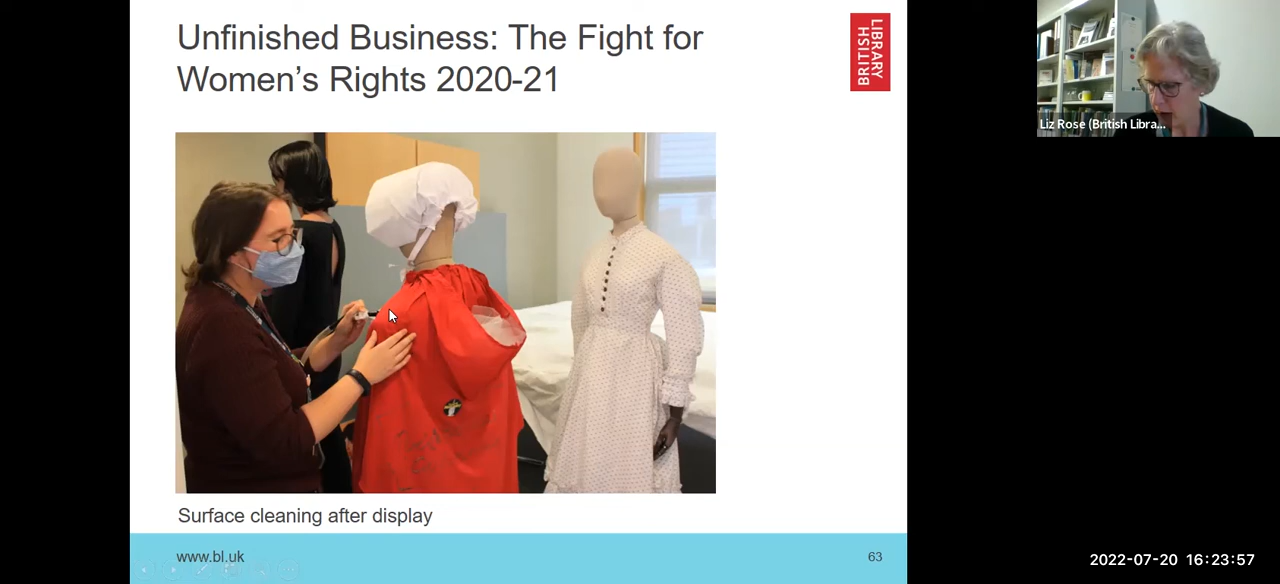 Unfinished Business: The Fight for
Women's Rights 2020-21
BRITISH
LIBRARY
Liz Rose (British Libra...
Surface cleaning after display
www.bl.uk
63
2022-07-20 16:23:57